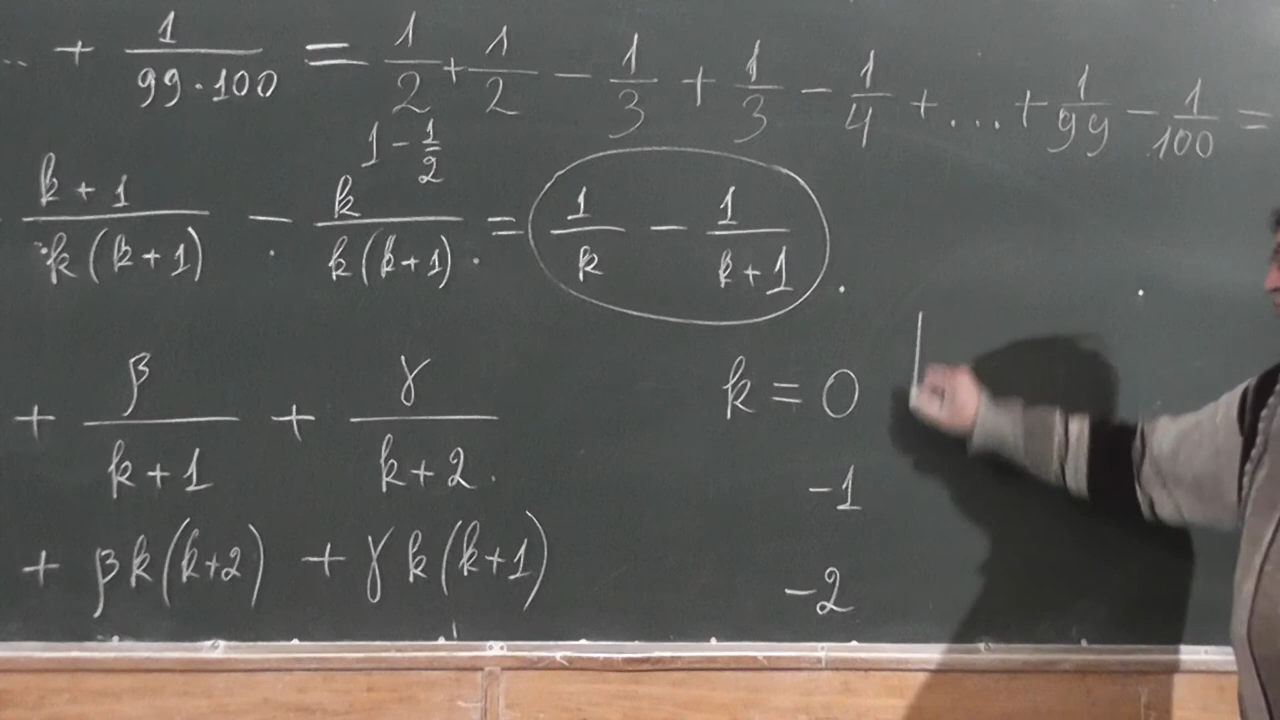 .. + 1/(99·100) = 1/2 + 1/2 - 1/3 + 1/3 - 1/4 + ... + 1/99 - 1/100 =
1 - 1/2
(k+1)/(k(k+1)) - k/(k(k+1)) = 1/k - 1/(k+1).
+ β/(k+1) + γ/(k+2).
k = 0
-1
+ βk(k+2) + γk(k+1)
-2